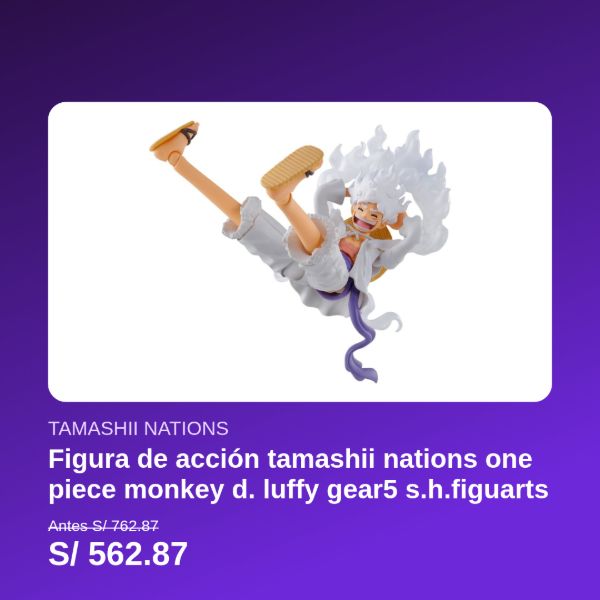 TAMASHII NATIONS
Figura de acción tamashii nations one
piece monkey d. luffy gear5 s.h.figuarts
Antes S/ 762.87
S/ 562.87